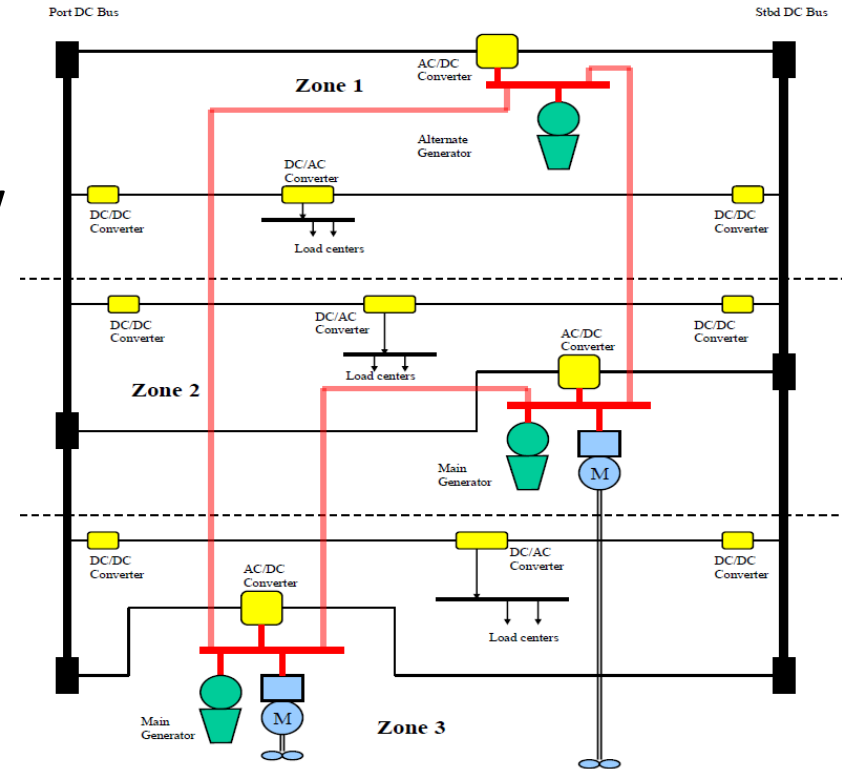 Port DC Bus
Stbd DC Bus
AC/DC
Converter
Zone 1
Alternate
Generator
DC/AC
Converter
DC/DC
Converter
DC/DC
Converter
Load centers
DC/DC
Converter
DC/AC
Converter
DC/DC
Converter
AC/DC
Converter
Load centers
Zone 2
Main
Generator
M
DC/DC
Converter
DC/AC
Converter
DC/DC
Converter
AC/DC
Converter
Load centers
Main
Generator
M
Zone 3